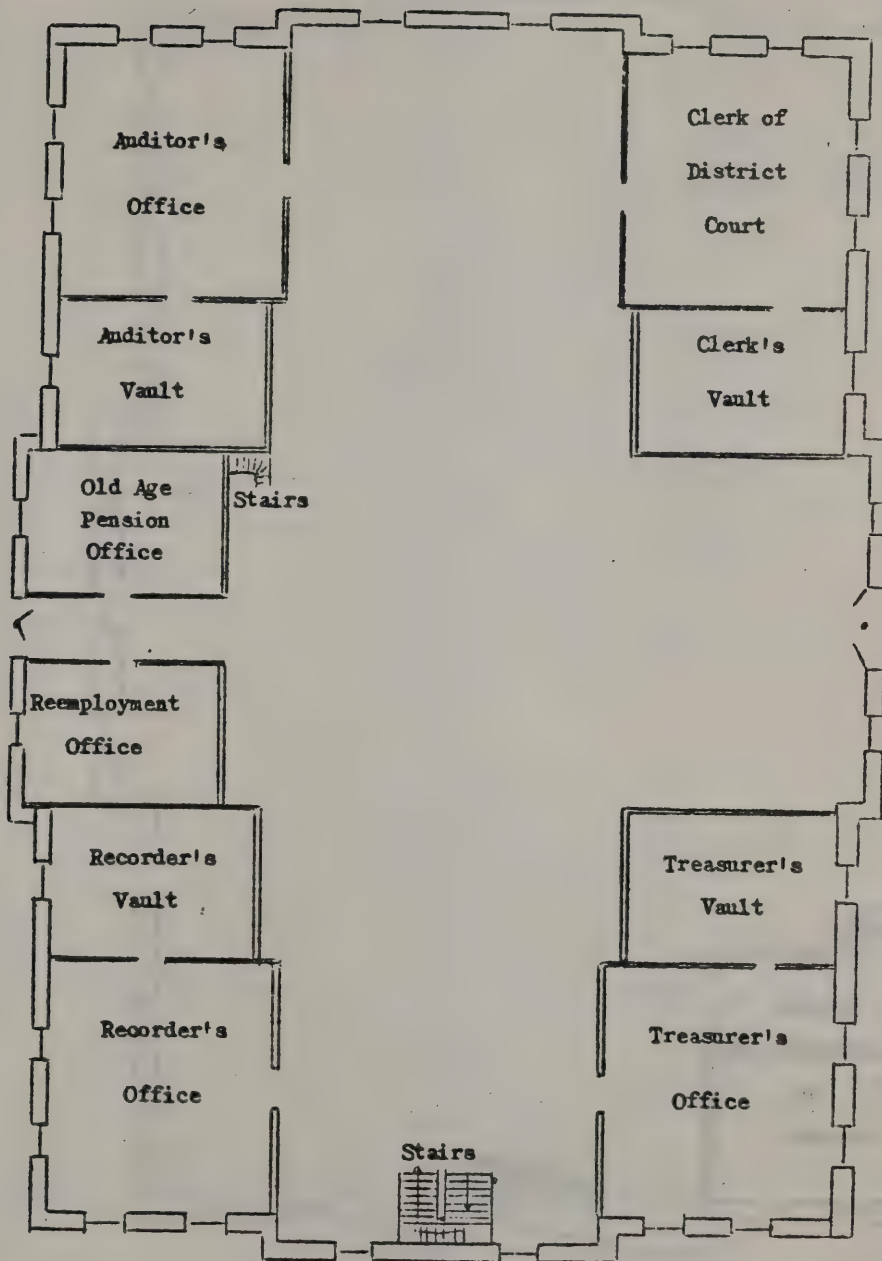 Auditor's
Office
Clerk of
District
Court
Auditor's
Vault
Clerk's
Vault
Old Age
Pension
Office
Stairs
Reemployment
Office
Recorder's
Vault
Treasurer's
Vault
Recorder's
Office
Treasurer's
Office
Stairs